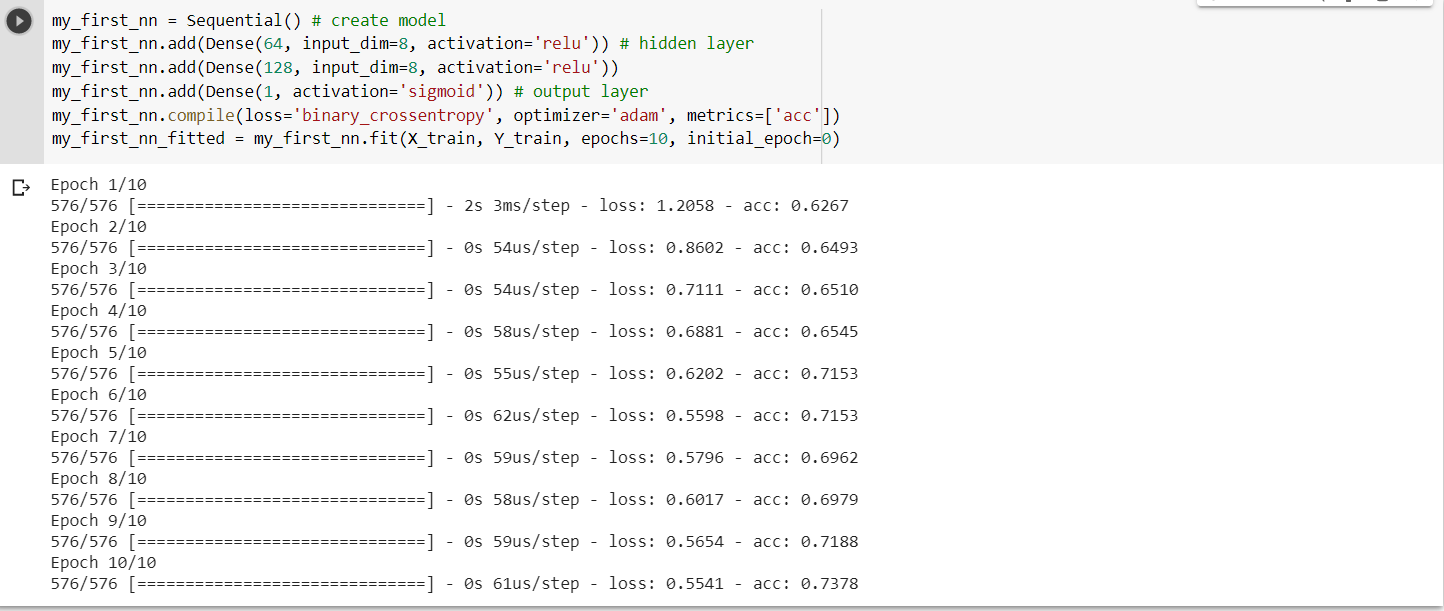 my_first_nn = Sequential() # create model
my_first_nn.add(Dense(64, input_dim=8, activation='relu')) # hidden layer
my_first_nn.add(Dense(128, input_dim=8, activation='relu'))
my_first_nn.add(Dense(1, activation='sigmoid')) # output layer
my_first_nn.compile(loss='binary_crossentropy', optimizer='adam', metrics=['acc'])
my_first_nn_fitted = my_first_nn.fit(X_train, Y_train, epochs=10, initial_epoch=0)
Epoch 1/10
576/576 [==============================] - 2s 3ms/step - loss: 1.2058 - acc: 0.6267
Epoch 2/10
576/576 [==============================] - 0s 54us/step - loss: 0.8602 - acc: 0.6493
Epoch 3/10
576/576 [==============================] - 0s 54us/step - loss: 0.7111 - acc: 0.6510
Epoch 4/10
576/576 [==============================] - 0s 58us/step - loss: 0.6881 - acc: 0.6545
Epoch 5/10
576/576 [==============================] - 0s 55us/step - loss: 0.6202 - acc: 0.7153
Epoch 6/10
576/576 [==============================] - 0s 62us/step - loss: 0.5598 - acc: 0.7153
Epoch 7/10
576/576 [==============================] - 0s 59us/step - loss: 0.5796 - acc: 0.6962
Epoch 8/10
576/576 [==============================] - 0s 58us/step - loss: 0.6017 - acc: 0.6979
Epoch 9/10
576/576 [==============================] - 0s 59us/step - loss: 0.5654 - acc: 0.7188
Epoch 10/10
576/576 [==============================] - 0s 61us/step - loss: 0.5541 - acc: 0.7378